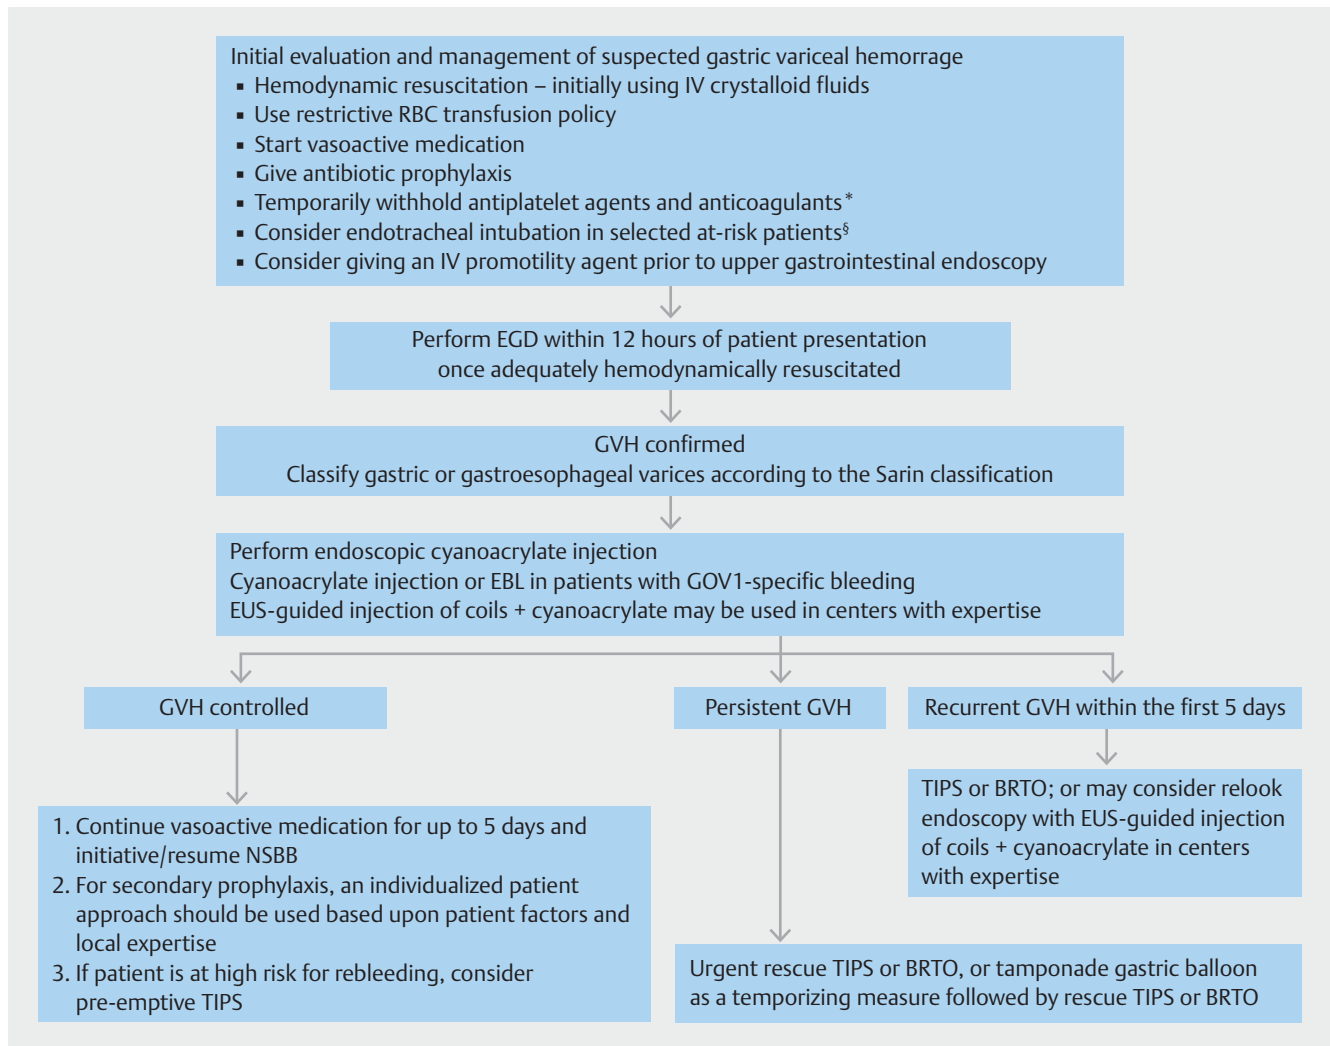 Initial evaluation and management of suspected gastric variceal hemorrhage
▪ Hemodynamic resuscitation – initially using IV crystalloid fluids
▪ Use restrictive RBC transfusion policy
▪ Start vasoactive medication
▪ Give antibiotic prophylaxis
▪ Temporarily withhold antiplatelet agents and anticoagulants*
▪ Consider endotracheal intubation in selected at-risk patients§
▪ Consider giving an IV promotility agent prior to upper gastrointestinal endoscopy
Perform EGD within 12 hours of patient presentation
once adequately hemodynamically resuscitated
GVH confirmed
Classify gastric or gastroesophageal varices according to the Sarin classification
Perform endoscopic cyanoacrylate injection
Cyanoacrylate injection or EBL in patients with GOV1-specific bleeding
EUS-guided injection of coils + cyanoacrylate may be used in centers with expertise
GVH controlled
1. Continue vasoactive medication for up to 5 days and
initiative/resume NSBB
2. For secondary prophylaxis, an individualized patient
approach should be used based upon patient factors and
local expertise
3. If patient is at high risk for rebleeding, consider
pre-emptive TIPS
Persistent GVH
Urgent rescue TIPS or BRTO, or tamponade gastric balloon
as a temporizing measure followed by rescue TIPS or BRTO
Recurrent GVH within the first 5 days
TIPS or BRTO; or may consider relook
endoscopy with EUS-guided injection
of coils + cyanoacrylate in centers
with expertise